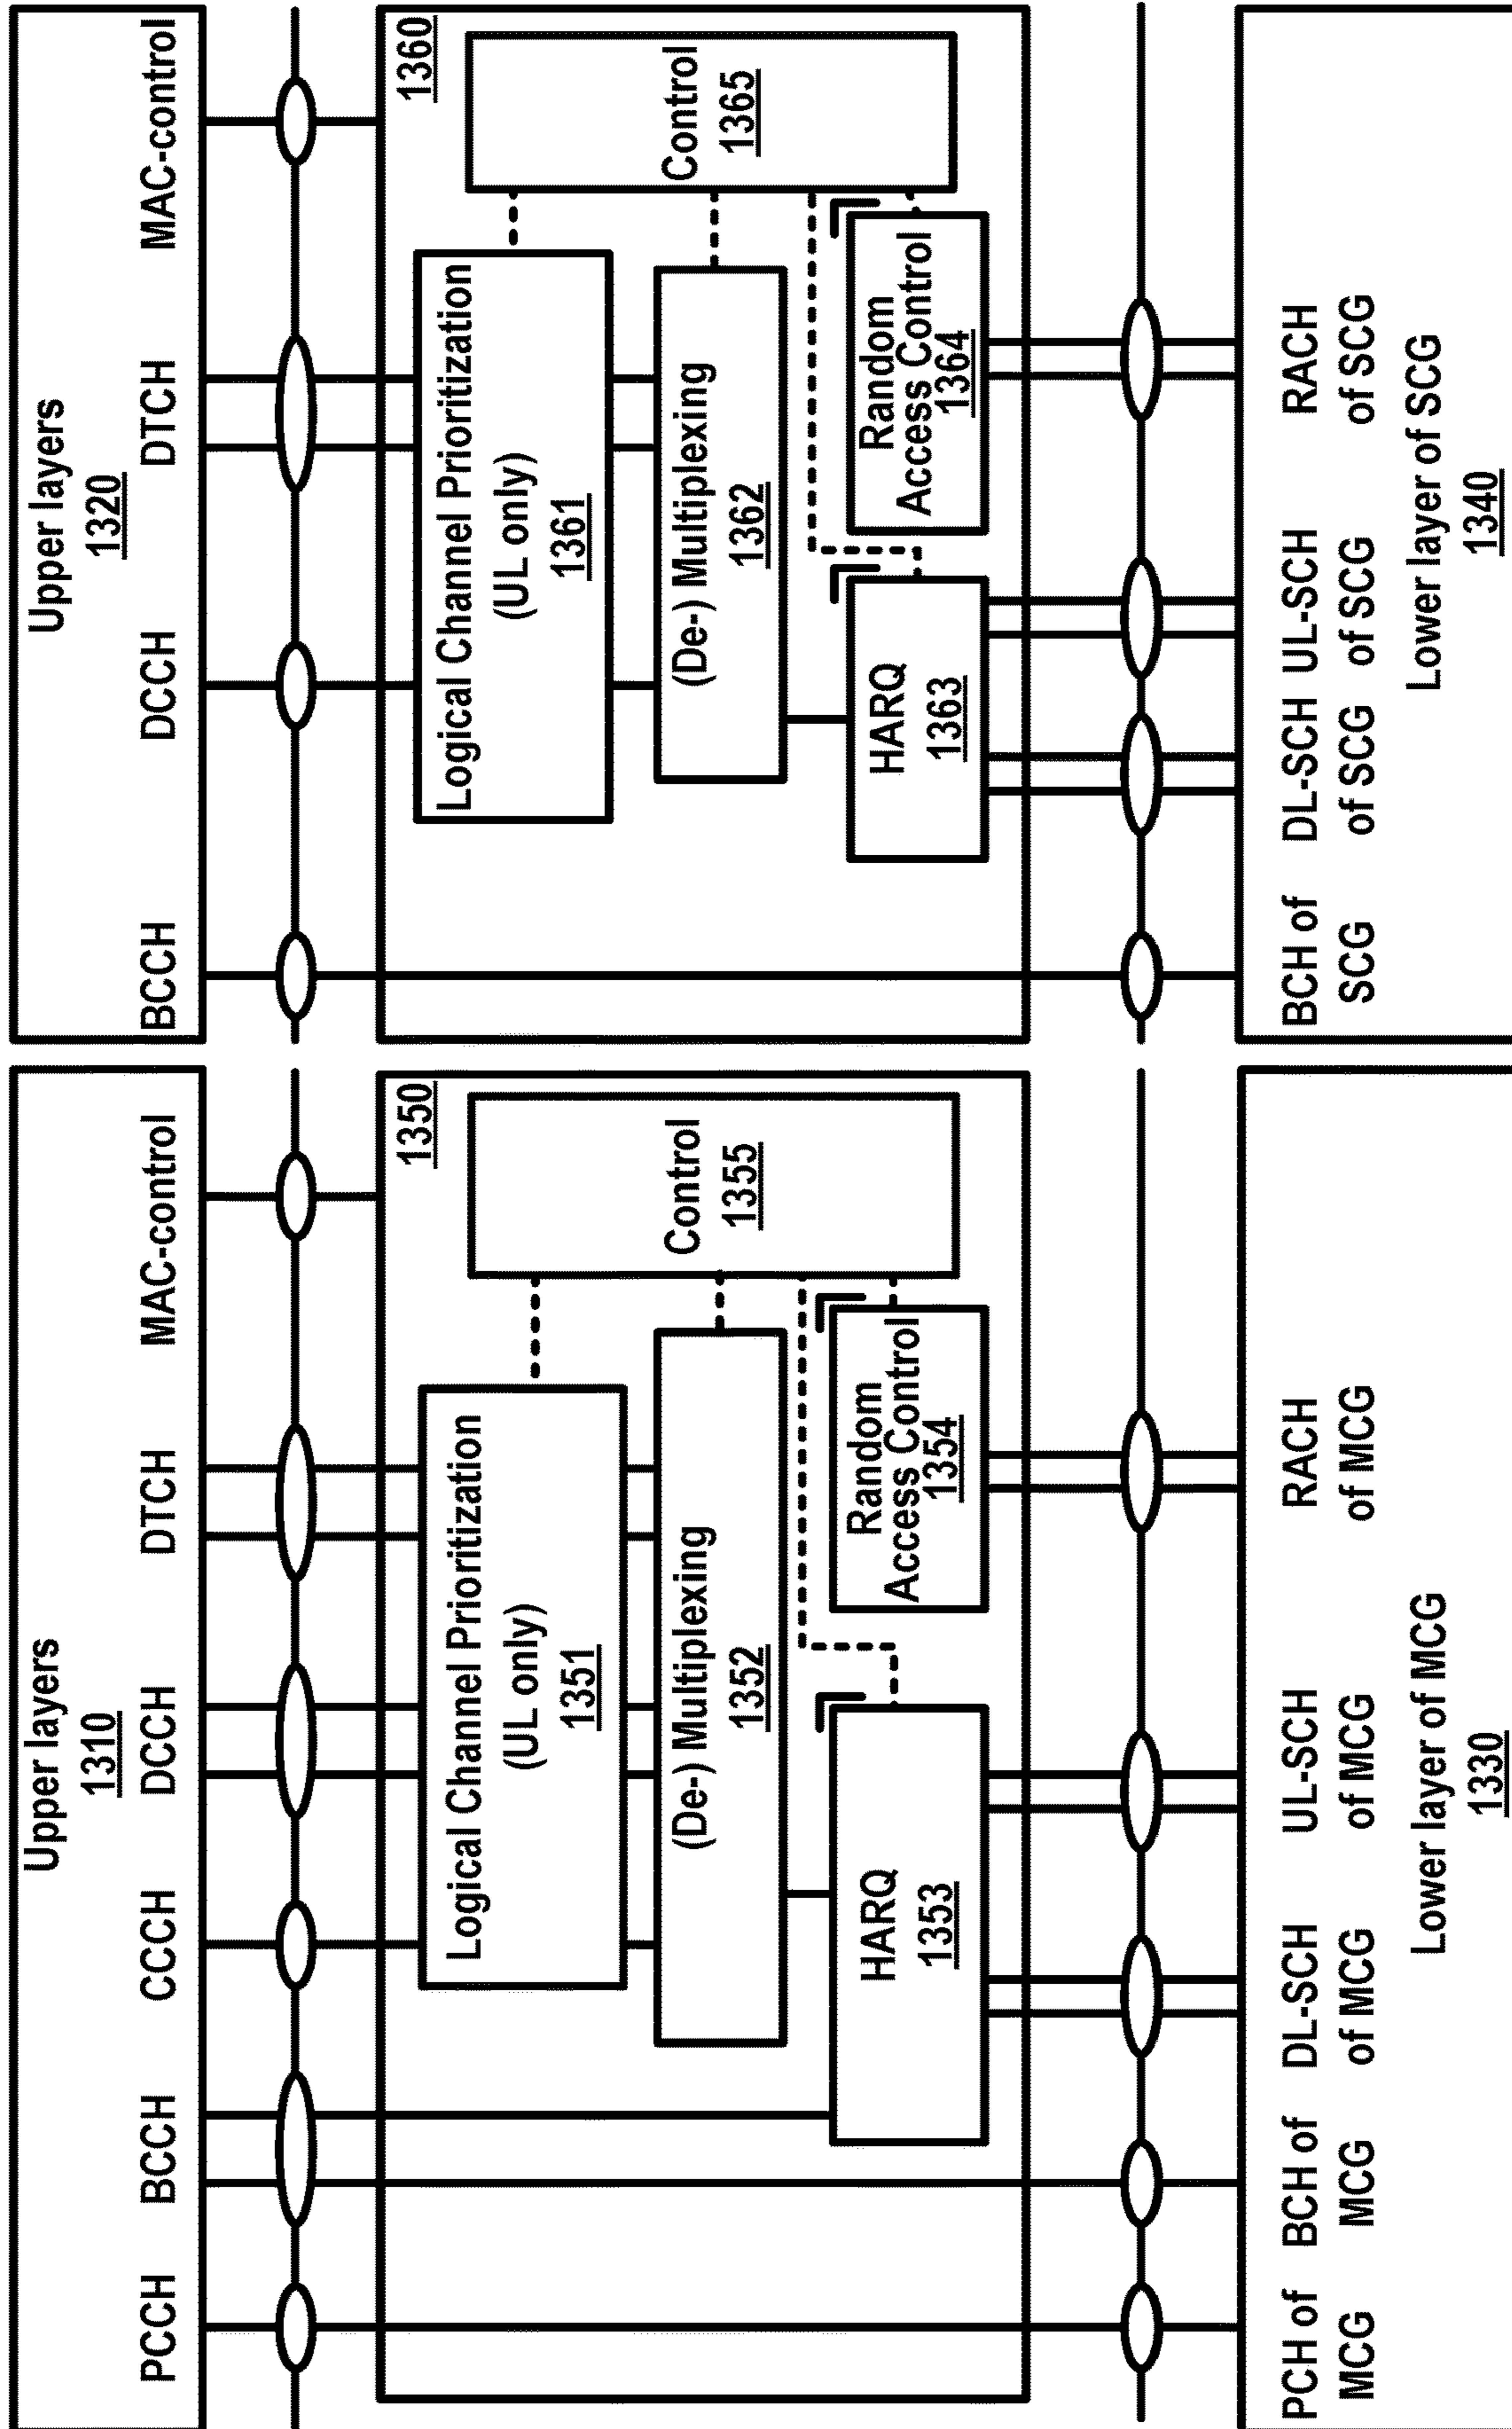 Upper layers
1310
PCCH
BCCH
CCCH
DCCH
DTCH
MAC-control
1350
Logical Channel Prioritization
(UL only)
1351
(De-) Multiplexing
1352
HARQ
1353
Random
Access Control
1354
Control
1355
PCH of
MCG
BCH of
MCG
DL-SCH
of MCG
UL-SCH
of MCG
RACH
of MCG
Lower layer of MCG
1330
Upper layers
1320
BCCH
DCCH
DTCH
MAC-control
1360
Logical Channel Prioritization
(UL only)
1361
(De-) Multiplexing
1362
HARQ
1363
Random
Access Control
1364
Control
1365
BCH of
SCG
DL-SCH
of SCG
UL-SCH
of SCG
RACH
of SCG
Lower layer of SCG
1340